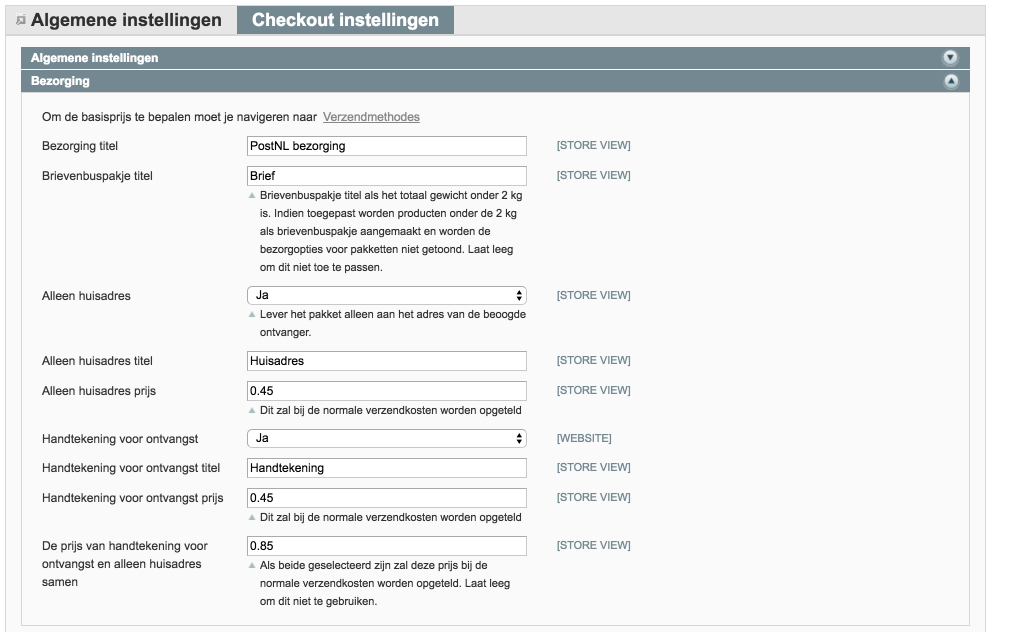 Algemene instellingen Checkout instellingen
Algemene instellingen
Bezorging
Om de basisprijs te bepalen moet je navigeren naar Verzendmethodes
Bezorging titel PostNL bezorging [STORE VIEW]
Brievenbuspakje titel Brief [STORE VIEW]
Brievenbuspakje titel als het totaal gewicht onder 2 kg
is. Indien toegepast worden producten onder de 2 kg
als brievenbuspakje aangemaakt en worden de
bezorgopties voor pakketten niet getoond. Laat leeg
om dit niet toe te passen.
Alleen huisadres Ja [STORE VIEW]
Lever het pakket alleen aan het adres van de beoogde
ontvanger.
Alleen huisadres titel Huisadres [STORE VIEW]
Alleen huisadres prijs 0.45 [STORE VIEW]
Dit zal bij de normale verzendkosten worden opgeteld
Handtekening voor ontvangst Ja [WEBSITE]
Handtekening voor ontvangst titel Handtekening [STORE VIEW]
Handtekening voor ontvangst prijs 0.45 [STORE VIEW]
Dit zal bij de normale verzendkosten worden opgeteld
De prijs van handtekening voor
ontvangst en alleen huisadres
samen
0.85 [STORE VIEW]
Als beide geselecteerd zijn zal deze prijs bij de
normale verzendkosten worden opgeteld. Laat leeg
om dit niet te gebruiken.